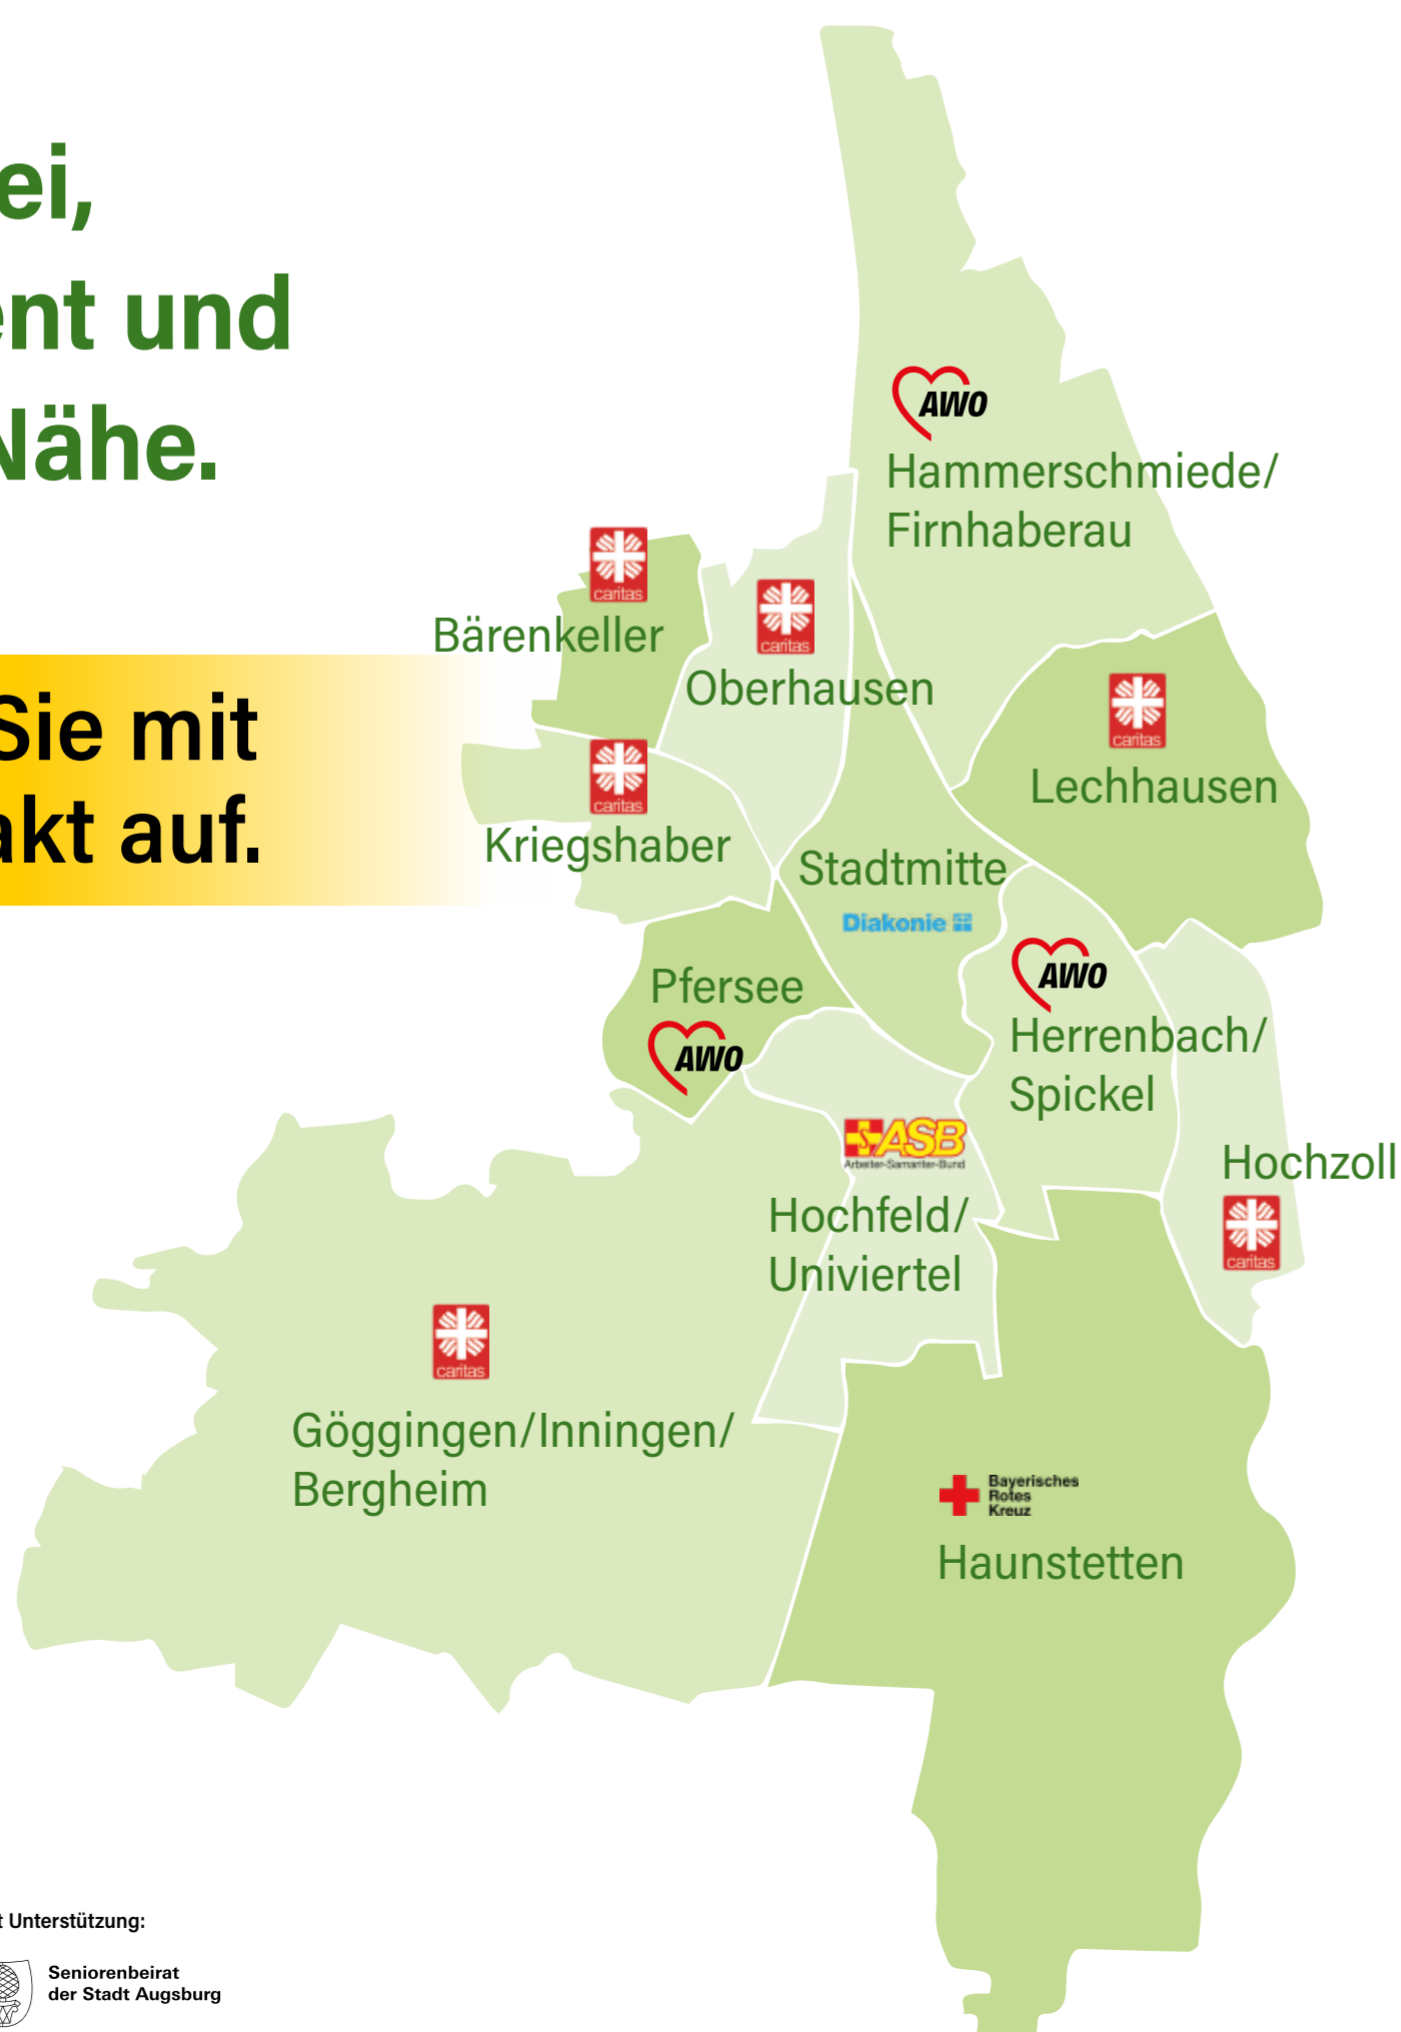 ei,
ent und
Nähe.
Sie mit
akt auf.
AWO
Hammerschmiede/
Firnhaberau
caritas
Bärenkeller
caritas
Oberhausen
caritas
Lechhausen
caritas
Kriegshaber
Stadtmitte
Diakonie
Pfersee
AWO
AWO
Herrenbach/
Spickel
ASB
Arbeiter-Samariter-Bund
Hochfeld/
Univiertel
Hochzoll
caritas
caritas
Göggingen/Inningen/
Bergheim
Bayerisches
Rotes
Kreuz
Haunstetten
t Unterstützung:
Seniorenbeirat
der Stadt Augsburg